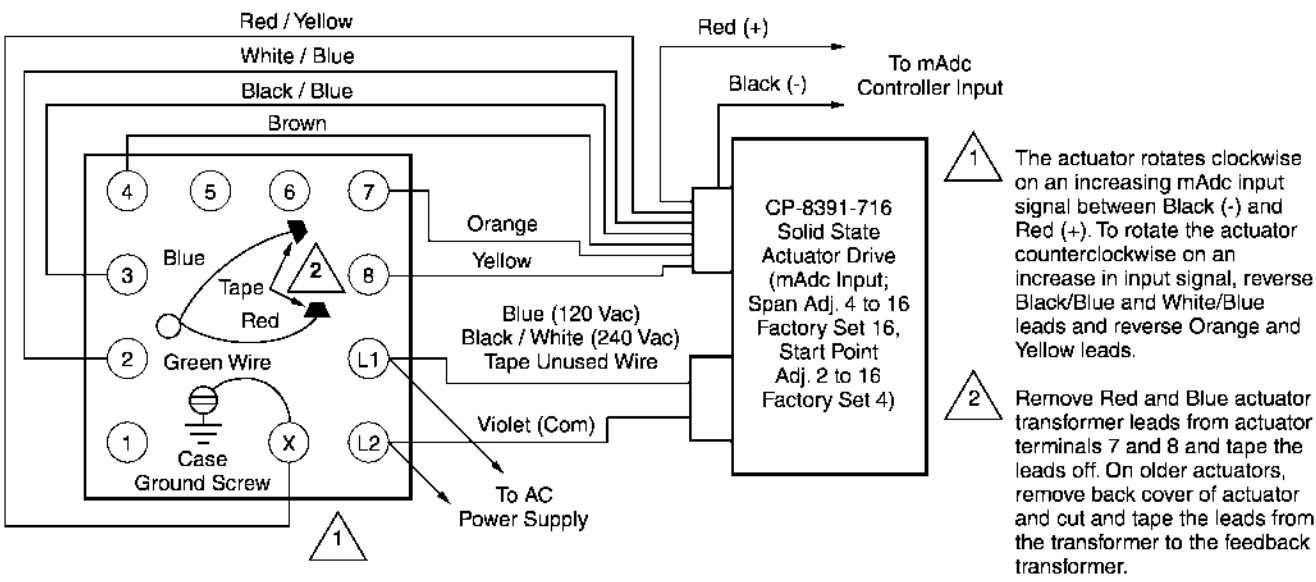 Red / Yellow
White / Blue
Black / Blue
Brown
Red (+)
Black (-)
To mAdc
Controller Input
4
5
6
7
3
8
2
L1
1
X
L2
Blue
Tape
2
Red
Green Wire
Case
Ground Screw
Orange
Yellow
Blue (120 Vac)
Black / White (240 Vac)
Tape Unused Wire
Violet (Com)
To AC
Power Supply
1
CP-8391-716
Solid State
Actuator Drive
(mAdc Input;
Span Adj. 4 to 16
Factory Set 16,
Start Point
Adj. 2 to 16
Factory Set 4)
1
The actuator rotates clockwise
on an increasing mAdc input
signal between Black (-) and
Red (+). To rotate the actuator
counterclockwise on an
increase in input signal, reverse
Black/Blue and White/Blue
leads and reverse Orange and
Yellow leads.
2
Remove Red and Blue actuator
transformer leads from actuator
terminals 7 and 8 and tape the
leads off. On older actuators,
remove back cover of actuator
and cut and tape the leads from
the transformer to the feedback
transformer.